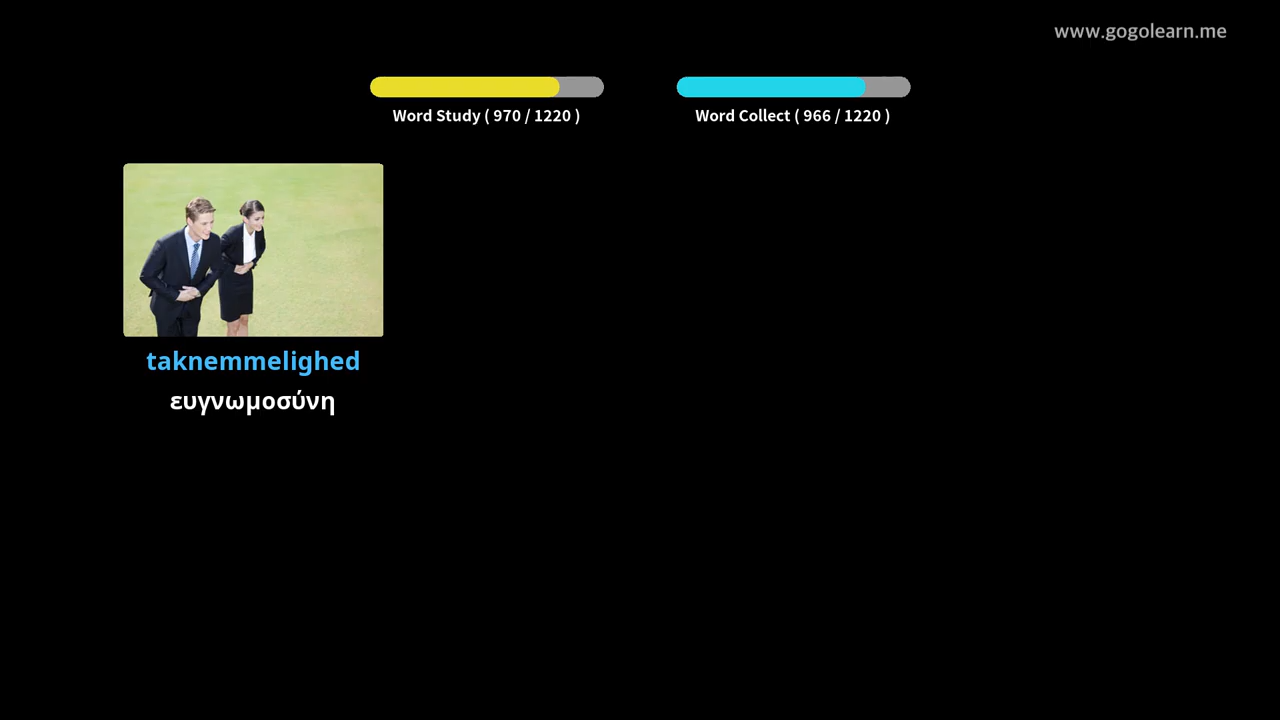 www.gogolearn.me
Word Study ( 970 / 1220 )
Word Collect ( 966 / 1220 )
taknemmelighed
ευγνωμοσύνη